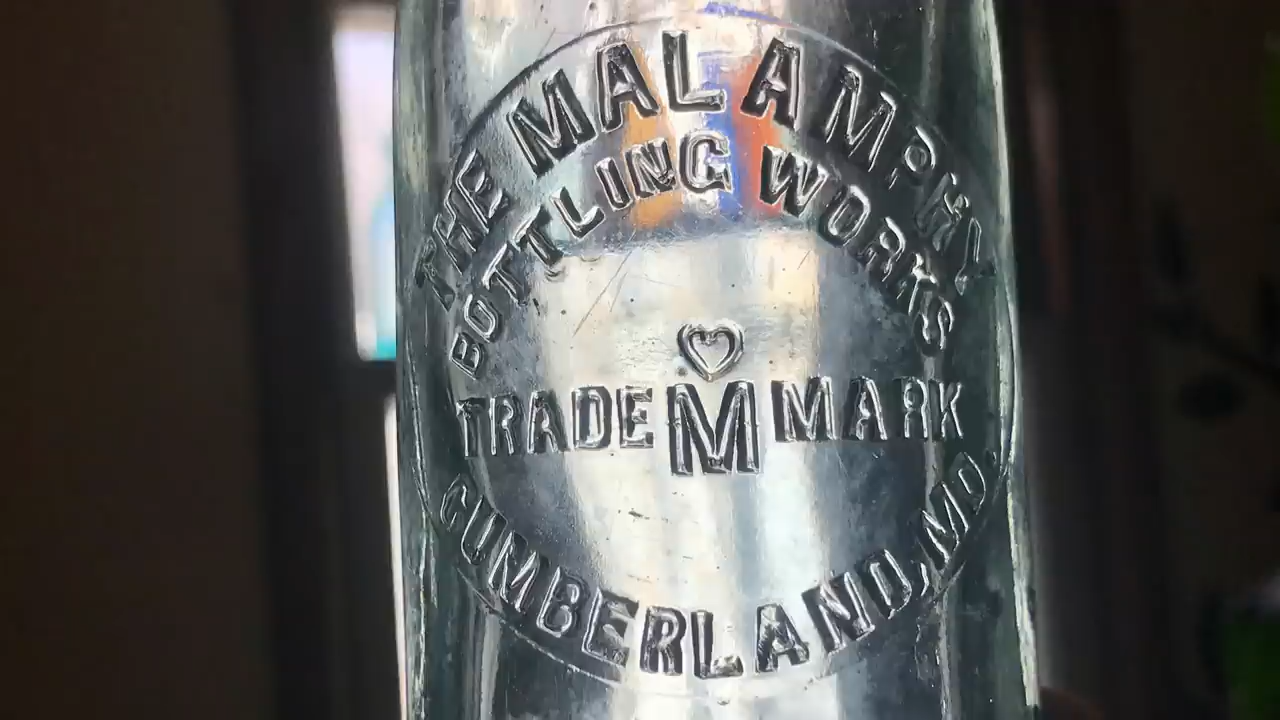 THE MALAMPHY
BOTTLING WORKS
TRADE M MARK
CUMBERLAND, MD.